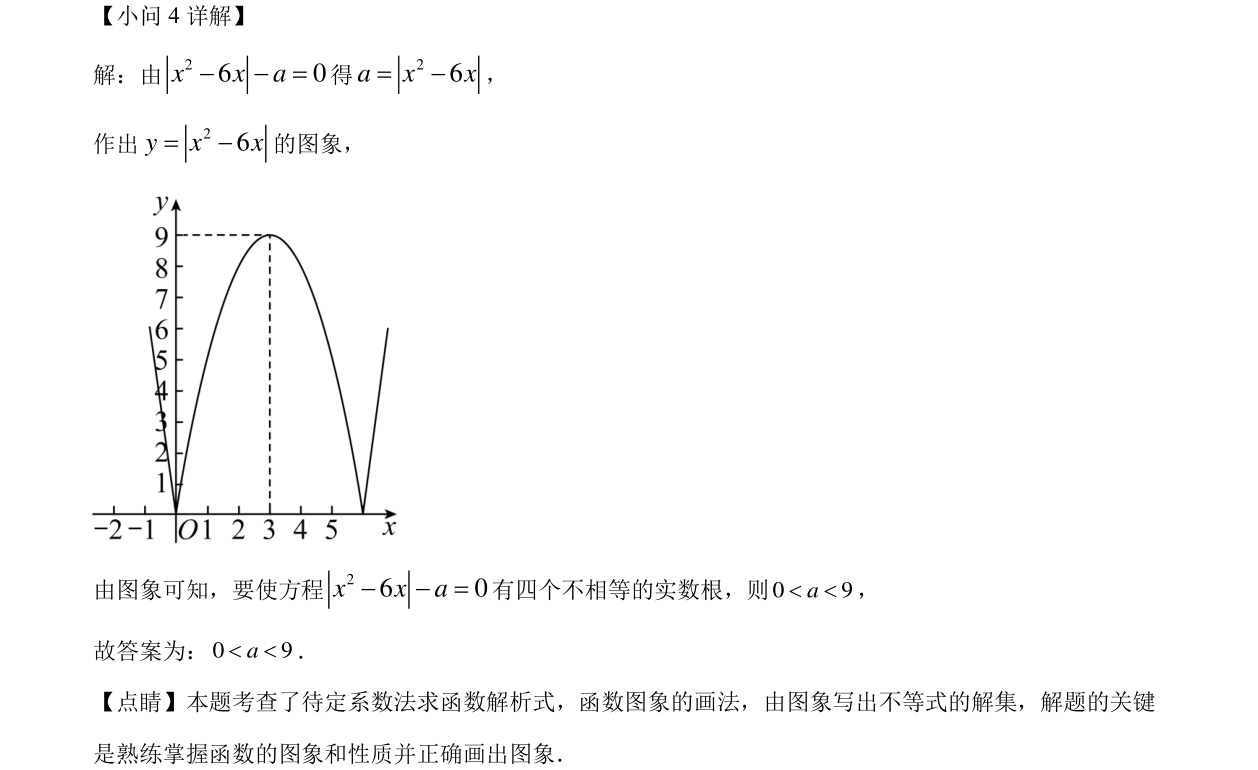 【小问 4 详解】
解：由|x² − 6x| − a = 0得a = |x² − 6x|，
作出 y = |x² − 6x| 的图象，
y
9
8
7
6
5
4
3
2
1
−2 −1 O 1 2 3 4 5 x
由图象可知，要使方程|x² − 6x| − a = 0有四个不相等的实数根，则0 < a < 9，
故答案为：0 < a < 9．
【点睛】本题考查了待定系数法求函数解析式，函数图象的画法，由图象写出不等式的解集，解题的关键
是熟练掌握函数的图象和性质并正确画出图象．